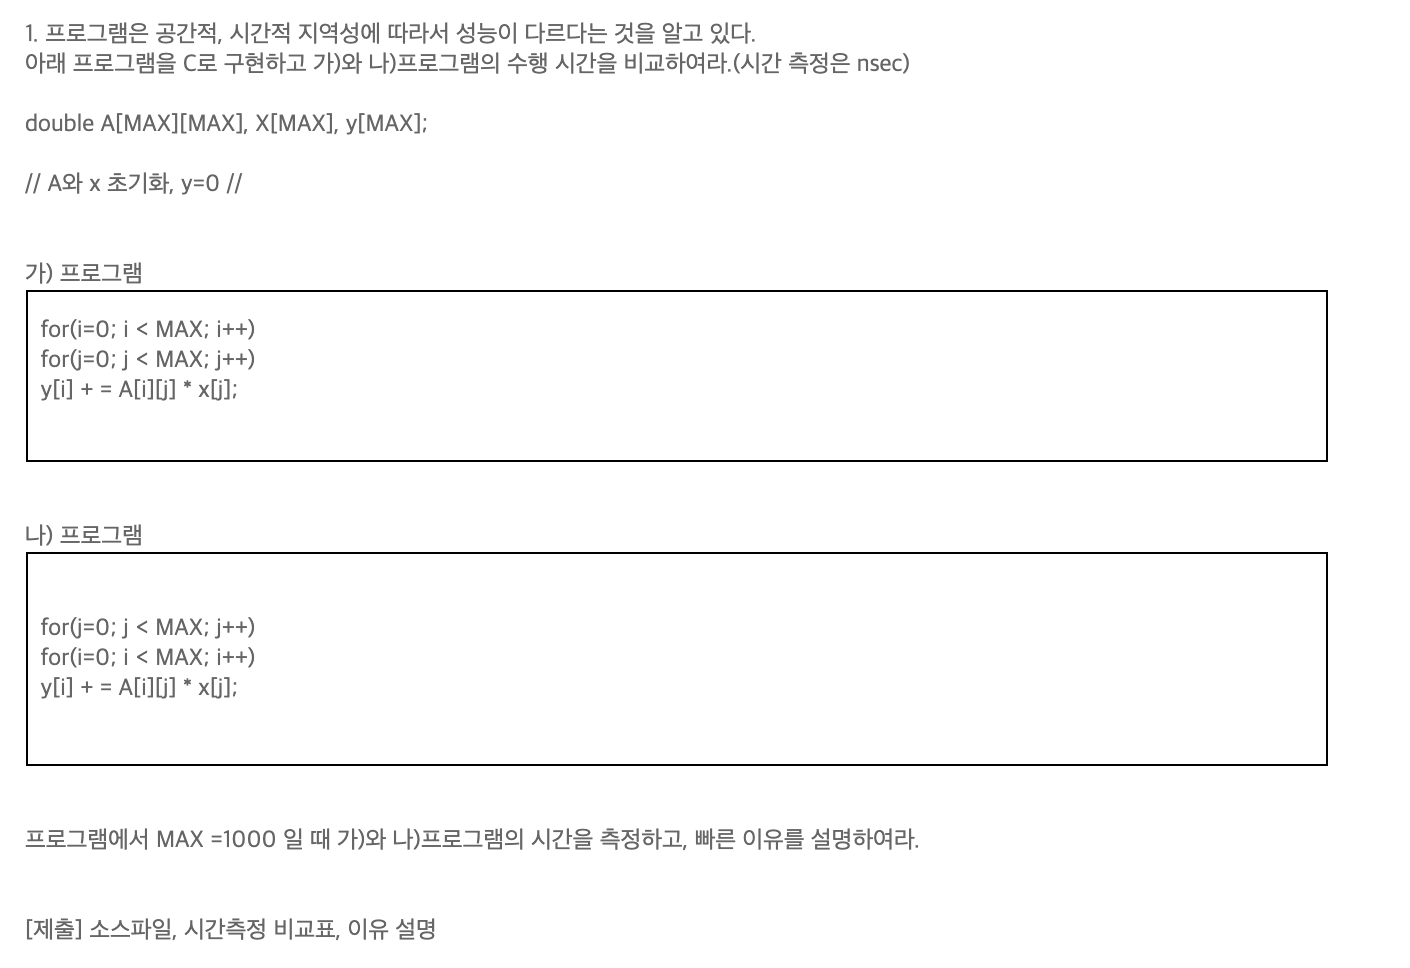 1. 프로그램은 공간적, 시간적 지역성에 따라서 성능이 다르다는 것을 알고 있다.
아래 프로그램을 C로 구현하고 가)와 나)프로그램의 수행 시간을 비교하여라.(시간 측정은 nsec)
double A[MAX][MAX], X[MAX], y[MAX];
// A와 x 초기화, y=0 //
가) 프로그램
for(i=0; i < MAX; i++)
for(j=0; j < MAX; j++)
y[i] + = A[i][j] * x[j];
나) 프로그램
for(j=0; j < MAX; j++)
for(i=0; i < MAX; i++)
y[i] + = A[i][j] * x[j];
프로그램에서 MAX =1000 일 때 가)와 나)프로그램의 시간을 측정하고, 빠른 이유를 설명하여라.
[제출] 소스파일, 시간측정 비교표, 이유 설명